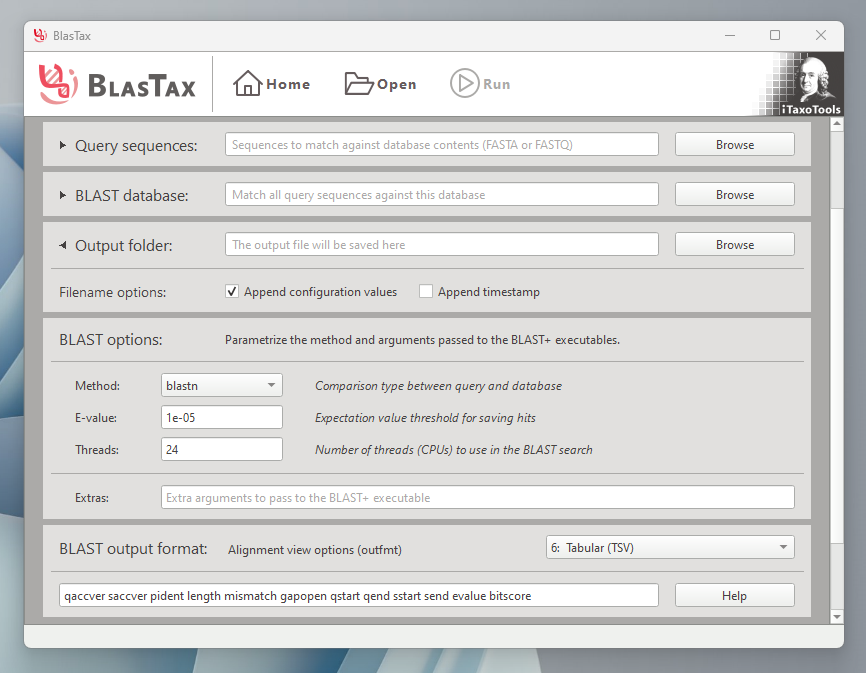 BlasTax
BLASTAX Home Open Run
iTaxoTools
Query sequences: Sequences to match against database contents (FASTA or FASTQ) Browse
BLAST database: Match all query sequences against this database Browse
Output folder: The output file will be saved here Browse
Filename options: Append configuration values Append timestamp
BLAST options: Parametrize the method and arguments passed to the BLAST+ executables.
Method: blastn Comparison type between query and database
E-value: 1e-05 Expectation value threshold for saving hits
Threads: 24 Number of threads (CPUs) to use in the BLAST search
Extras: Extra arguments to pass to the BLAST+ executable
BLAST output format: Alignment view options (outfmt) 6: Tabular (TSV)
qaccver saccver pident length mismatch gapopen qstart qend sstart send evalue bitscore Help